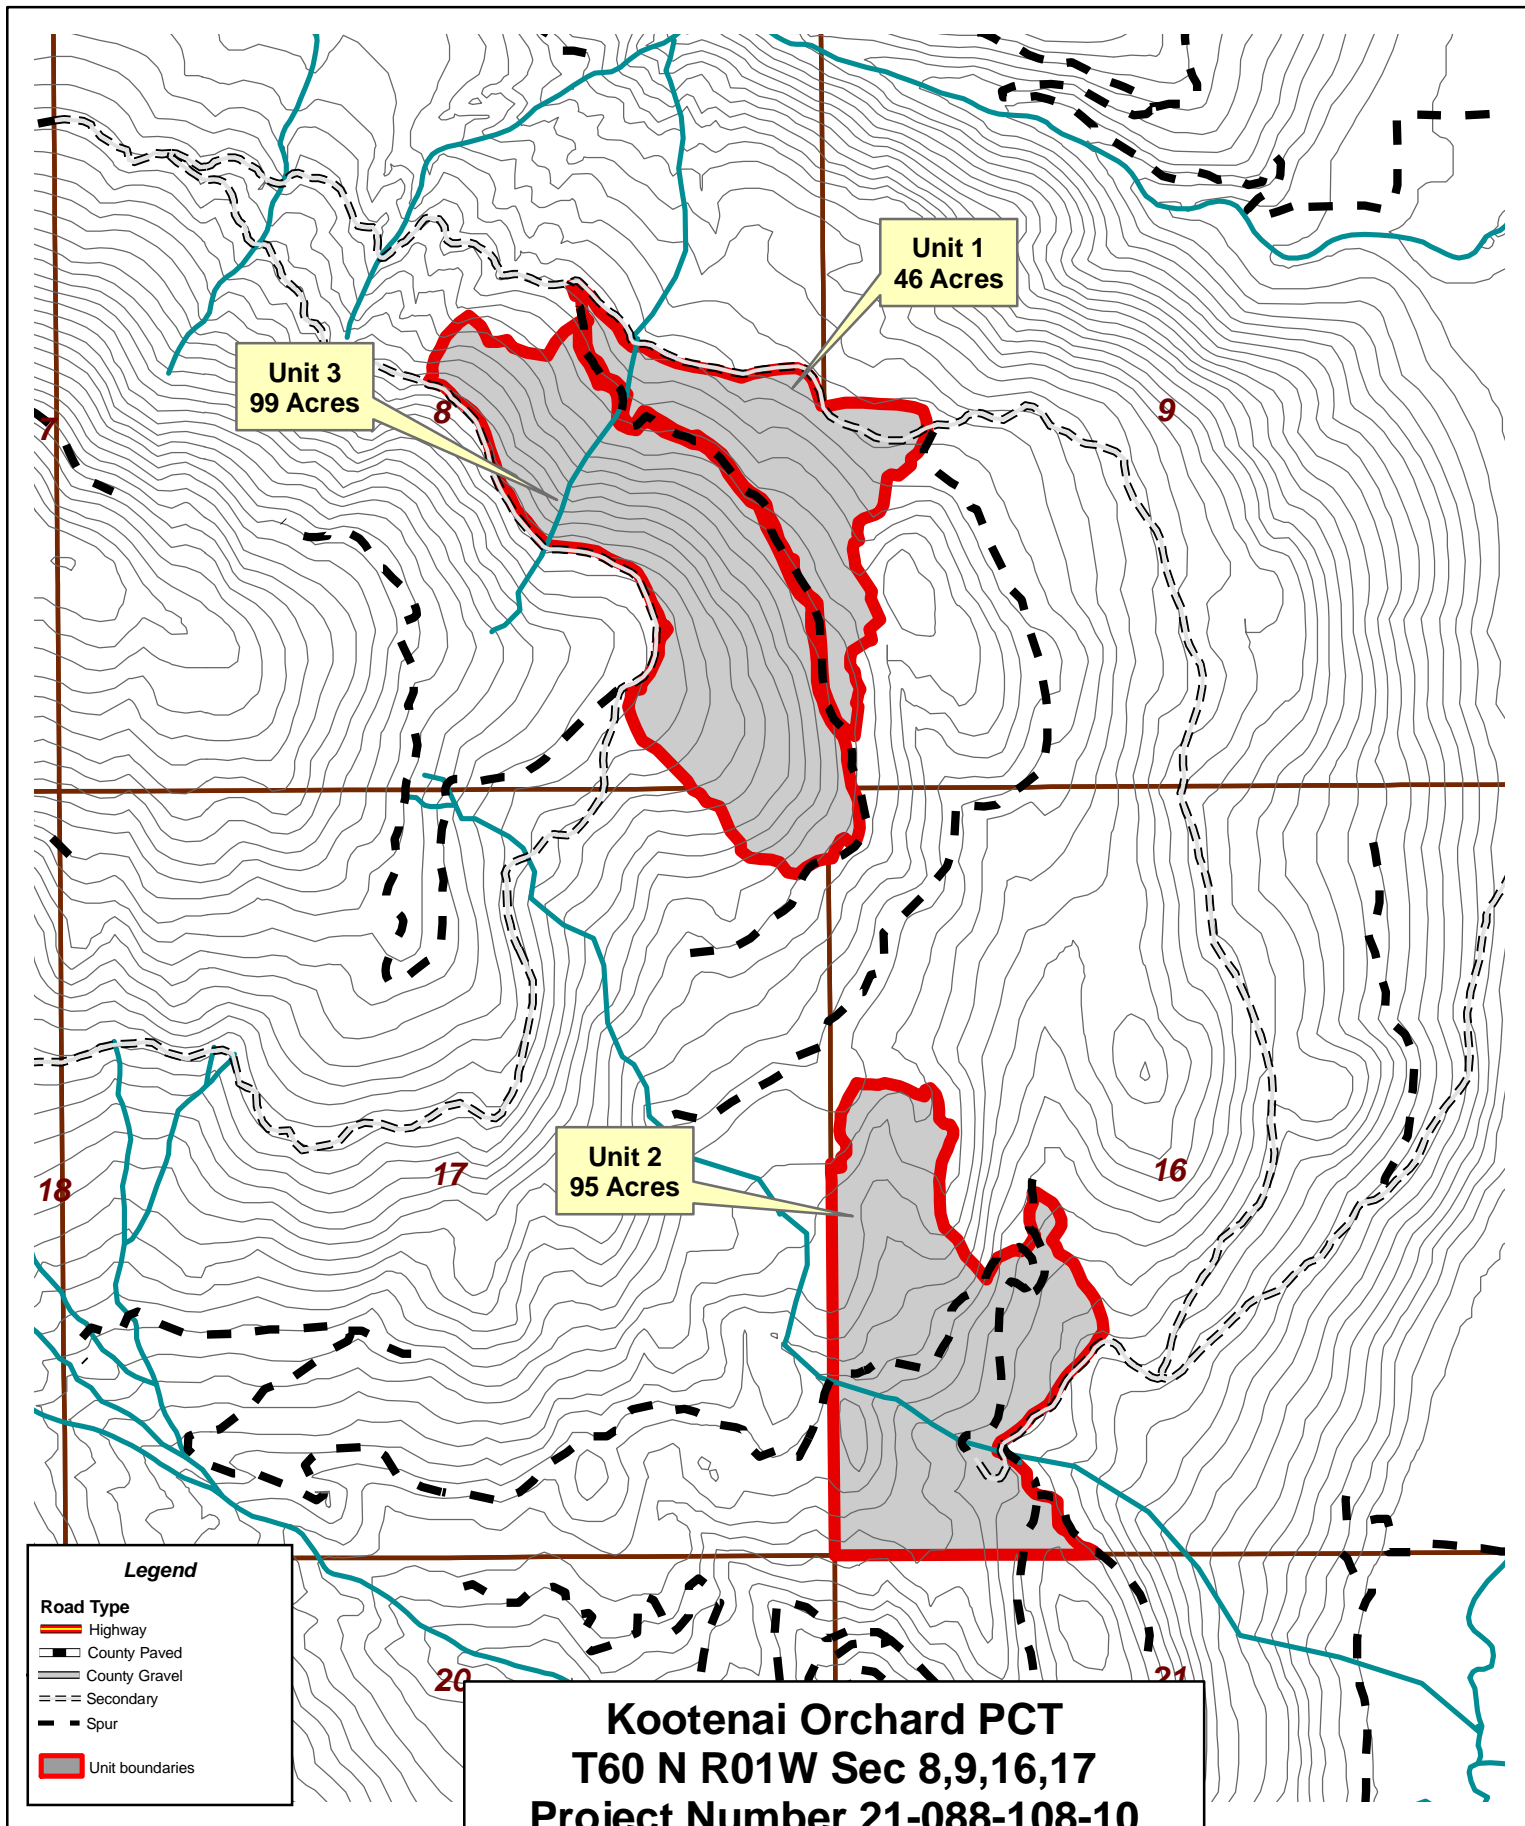 Unit 1
46 Acres
Unit 3
99 Acres
8
9
7
Unit 2
95 Acres
17
16
18
Legend
Road Type
Highway
County Paved
County Gravel
Secondary
Spur
Unit boundaries
20
21
Kootenai Orchard PCT
T60 N R01W Sec 8,9,16,17
Project Number 21-088-108-10